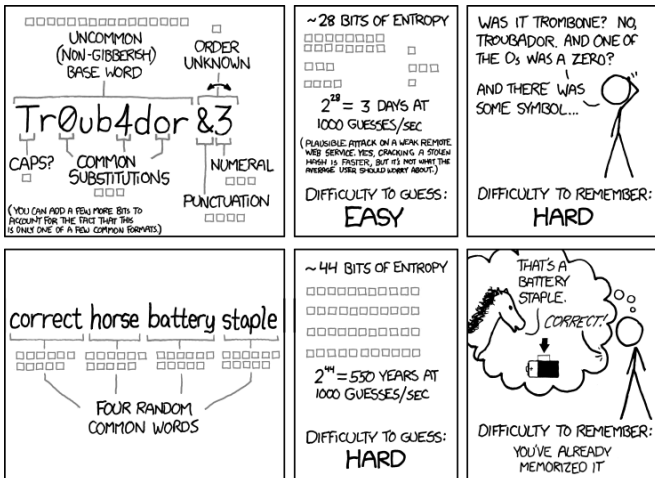 UNCOMMON
(NON-GIBBERISH)
BASE WORD
ORDER
UNKNOWN
Tr0ub4dor &3
CAPS?
COMMON
SUBSTITUTIONS
NUMERAL
PUNCTUATION
(YOU CAN ADD A FEW MORE BITS TO
ACCOUNT FOR THE FACT THAT THIS
IS ONLY ONE OF A FEW COMMON FORMATS.)
~28 BITS OF ENTROPY
2²⁸ = 3 DAYS AT
1000 GUESSES/SEC
(PLAUSIBLE ATTACK ON A WEAK REMOTE
WEB SERVICE. YES, CRACKING A STOLEN
HASH IS FASTER, BUT IT'S NOT WHAT THE
AVERAGE USER SHOULD WORRY ABOUT.)
DIFFICULTY TO GUESS:
EASY
WAS IT TROMBONE? NO,
TROUBADOR. AND ONE OF
THE Os WAS A ZERO?
AND THERE WAS
SOME SYMBOL...
DIFFICULTY TO REMEMBER:
HARD
correct horse battery staple
FOUR RANDOM
COMMON WORDS
~44 BITS OF ENTROPY
2⁴⁴ = 550 YEARS AT
1000 GUESSES/SEC
DIFFICULTY TO GUESS:
HARD
THAT'S A
BATTERY
STAPLE.
CORRECT!
DIFFICULTY TO REMEMBER:
YOU'VE ALREADY
MEMORIZED IT